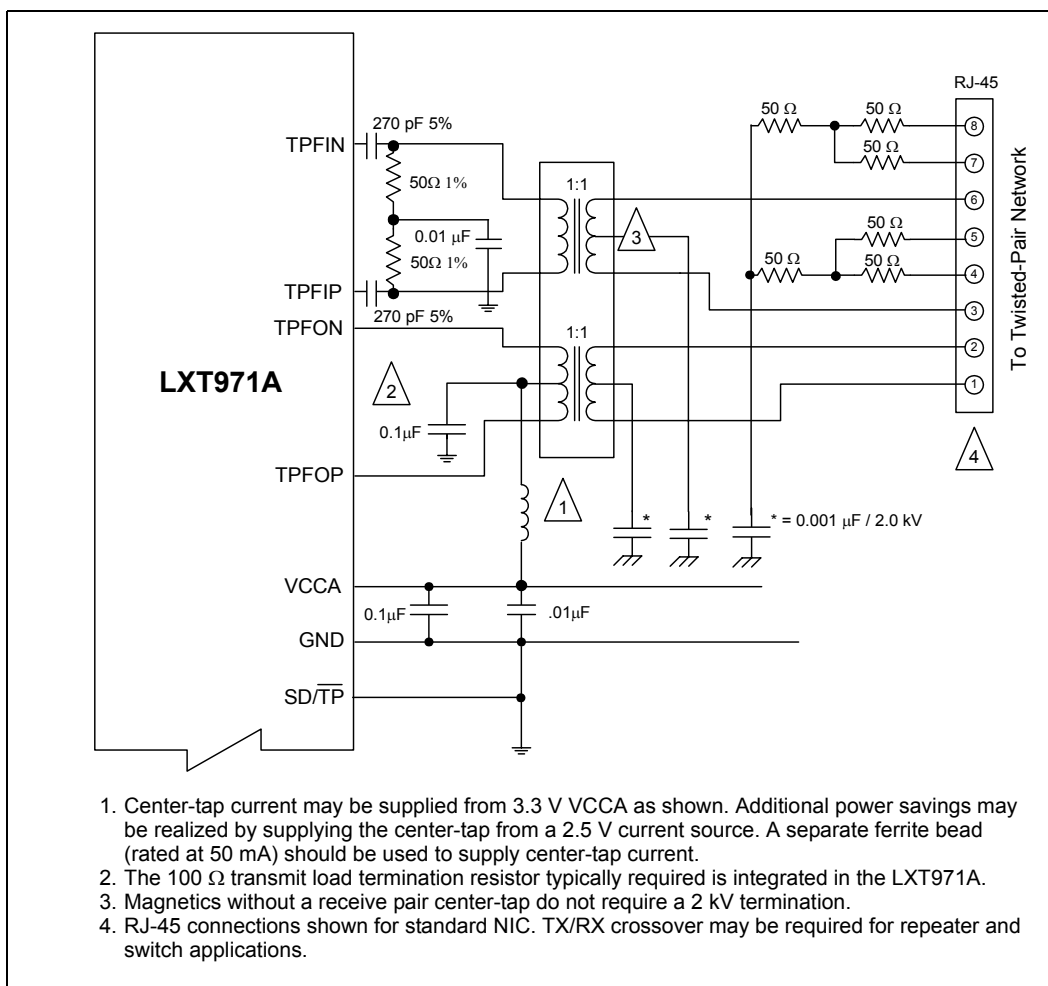 RJ-45
50 Ω
50 Ω
8
270 pF 5%
TPFIN
50 Ω
7
50Ω 1%
1:1
6
3
50 Ω
5
0.01 μF
50 Ω
50 Ω
4
50Ω 1%
TPFIP
3
270 pF 5%
TPFON
1:1
2
To Twisted-Pair Network
LXT971A
2
1
0.1μF
4
TPFOP
1
*
*
* = 0.001 μF / 2.0 kV
VCCA
0.1μF
.01μF
GND
SD/T̅P̅
1. Center-tap current may be supplied from 3.3 V VCCA as shown. Additional power savings may
be realized by supplying the center-tap from a 2.5 V current source. A separate ferrite bead
(rated at 50 mA) should be used to supply center-tap current.
2. The 100 Ω transmit load termination resistor typically required is integrated in the LXT971A.
3. Magnetics without a receive pair center-tap do not require a 2 kV termination.
4. RJ-45 connections shown for standard NIC. TX/RX crossover may be required for repeater and
switch applications.